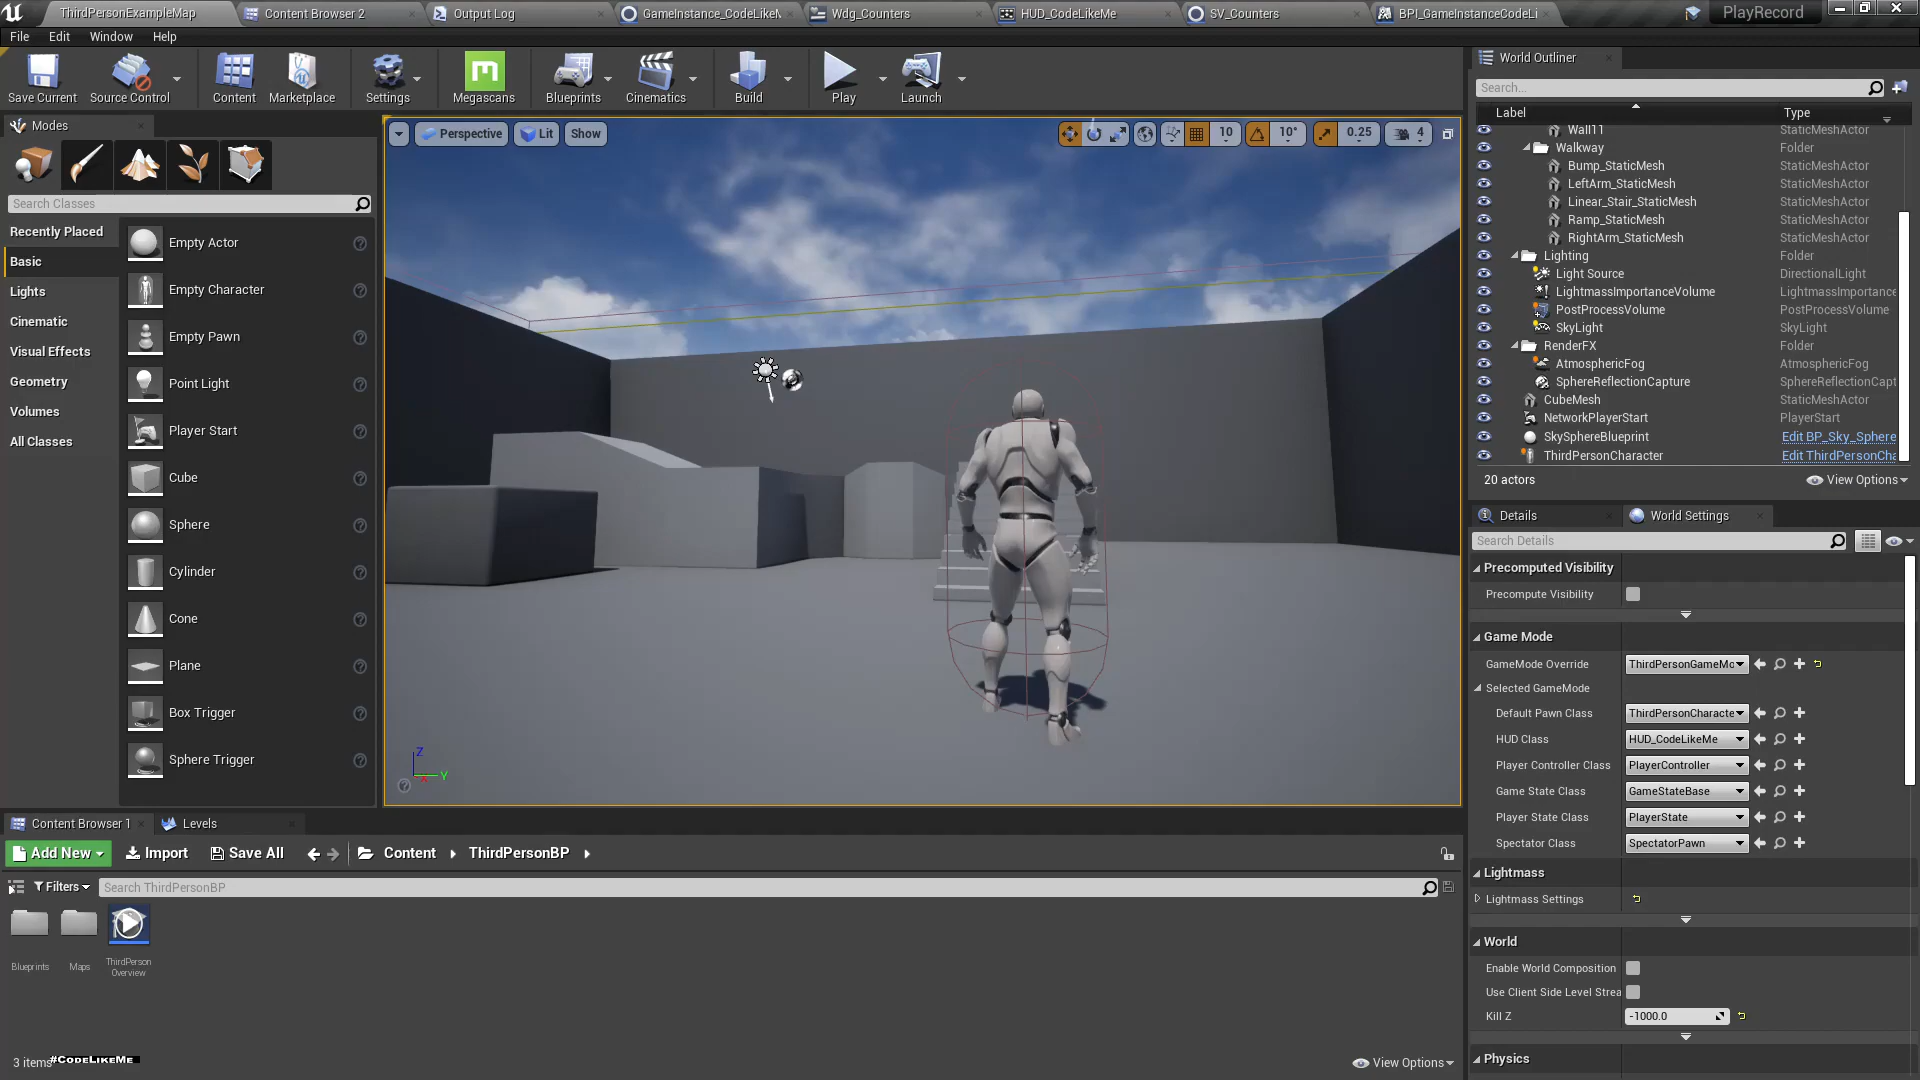 ThirdPersonExampleMap
Content Browser 2
Output Log
GameInstance_CodeLikeM
Wdg_Counters
HUD_CodeLikeMe
SV_Counters
BPI_GameInstanceCodeLi
PlayRecord
File
Edit
Window
Help
Save Current
Source Control
Content
Marketplace
Settings
Megascans
Blueprints
Cinematics
Build
Play
Launch
Modes
Search Classes
Recently Placed
Basic
Lights
Cinematic
Visual Effects
Geometry
Volumes
All Classes
Empty Actor
Empty Character
Empty Pawn
Point Light
Player Start
Cube
Sphere
Cylinder
Cone
Plane
Box Trigger
Sphere Trigger
Perspective
Lit
Show
10
10°
0.25
4
Z
X
Y
World Outliner
Search...
Label
Type
Wall11 StaticMeshActor
Walkway Folder
Bump_StaticMesh StaticMeshActor
LeftArm_StaticMesh StaticMeshActor
Linear_Stair_StaticMesh StaticMeshActor
Ramp_StaticMesh StaticMeshActor
RightArm_StaticMesh StaticMeshActor
Lighting Folder
Light Source DirectionalLight
LightmassImportanceVolume LightmassImportance
PostProcessVolume PostProcessVolume
SkyLight SkyLight
RenderFX Folder
AtmosphericFog AtmosphericFog
SphereReflectionCapture SphereReflectionCapt
CubeMesh StaticMeshActor
NetworkPlayerStart PlayerStart
SkySphereBlueprint Edit BP_Sky_Sphere
ThirdPersonCharacter Edit ThirdPersonCha
20 actors
View Options
Details
World Settings
Search Details
Precomputed Visibility
Precompute Visibility
Game Mode
GameMode Override ThirdPersonGameMc
Selected GameMode
Default Pawn Class ThirdPersonCharacte
HUD Class HUD_CodeLikeMe
Player Controller Class PlayerController
Game State Class GameStateBase
Player State Class PlayerState
Spectator Class SpectatorPawn
Lightmass
Lightmass Settings
World
Enable World Composition
Use Client Side Level Strea
Kill Z -1000.0
Physics
Content Browser 1
Levels
Add New
Import
Save All
Content
ThirdPersonBP
Filters
Search ThirdPersonBP
Blueprints
Maps
ThirdPerson
Overview
3 items
#CodeLikeMe
View Options